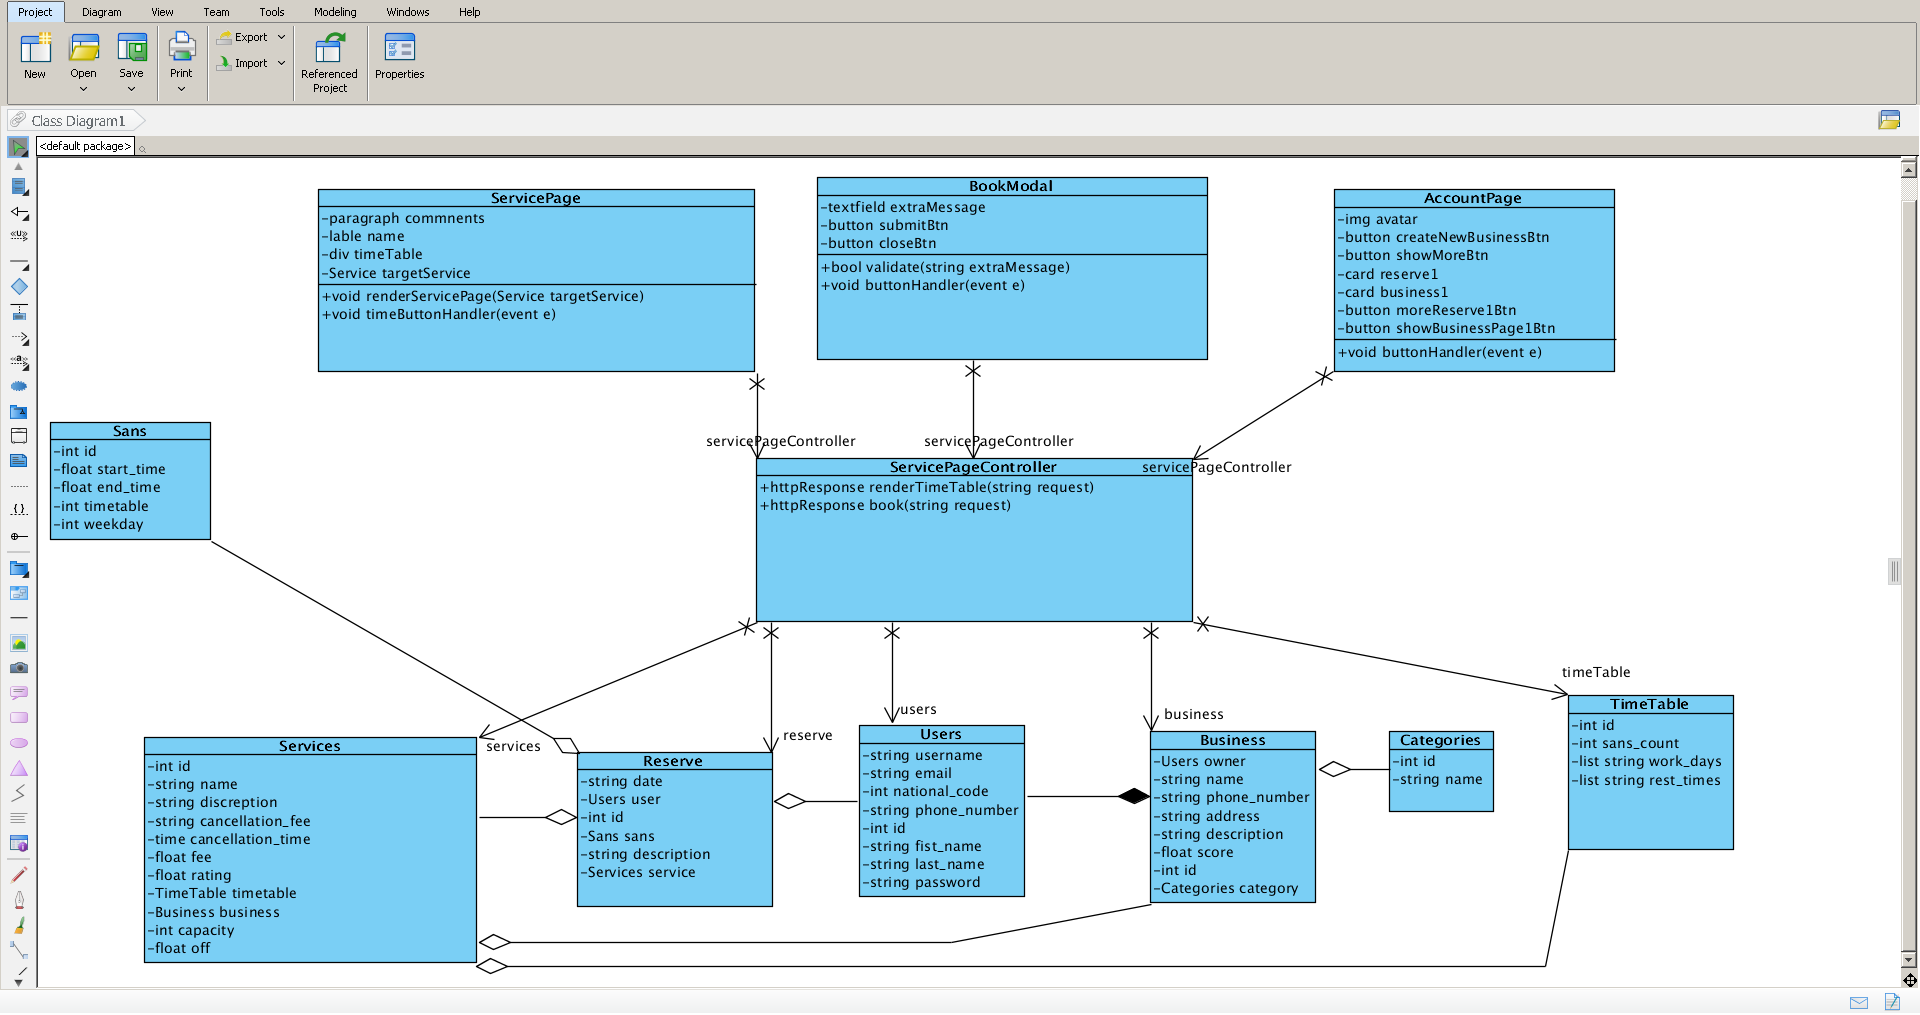 Project
Diagram
View
Team
Tools
Modeling
Windows
Help
New
Open
Save
Print
Export
Import
Referenced
Project
Properties
Class Diagram1
<default package>
ServicePage
-paragraph commnents
-lable name
-div timeTable
-Service targetService
+void renderServicePage(Service targetService)
+void timeButtonHandler(event e)
BookModal
-textfield extraMessage
-button submitBtn
-button closeBtn
+bool validate(string extraMessage)
+void buttonHandler(event e)
AccountPage
-img avatar
-button createNewBusinessBtn
-button showMoreBtn
-card reserve1
-card business1
-button moreReserve1Btn
-button showBusinessPage1Btn
+void buttonHandler(event e)
Sans
-int id
-float start_time
-float end_time
-int timetable
-int weekday
servicePageController
servicePageController
servicePageController
ServicePageController
+httpResponse renderTimeTable(string request)
+httpResponse book(string request)
services
reserve
users
business
timeTable
Services
-int id
-string name
-string discreption
-string cancellation_fee
-time cancellation_time
-float fee
-float rating
-TimeTable timetable
-Business business
-int capacity
-float off
Reserve
-string date
-Users user
-int id
-Sans sans
-string description
-Services service
Users
-string username
-string email
-int national_code
-string phone_number
-int id
-string fist_name
-string last_name
-string password
Business
-Users owner
-string name
-string phone_number
-string address
-string description
-float score
-int id
-Categories category
Categories
-int id
-string name
TimeTable
-int id
-int sans_count
-list string work_days
-list string rest_times